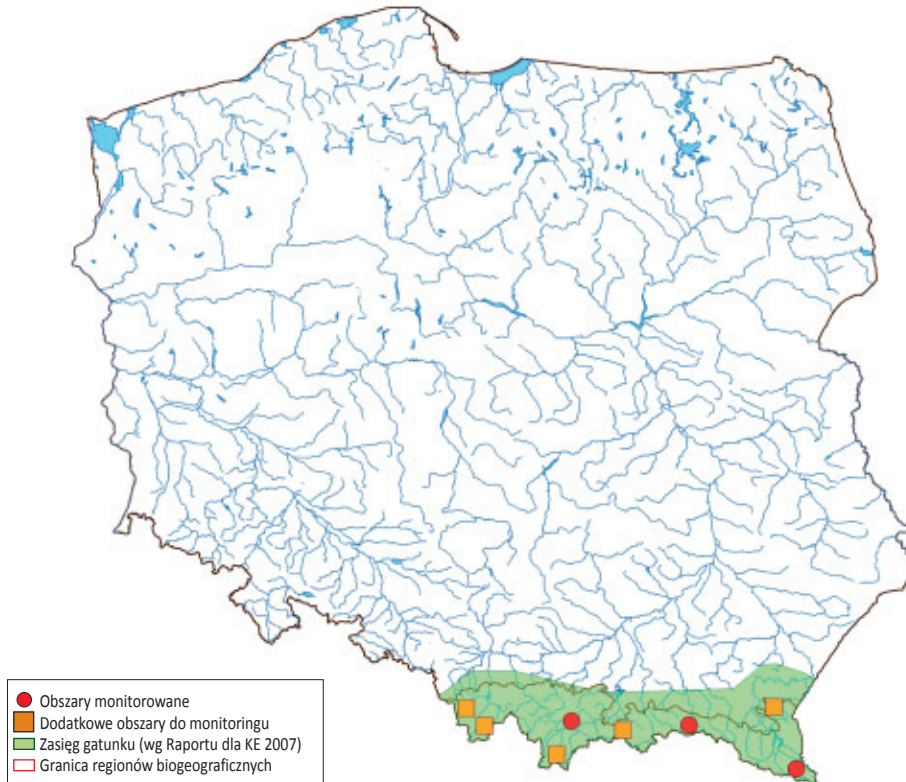 Obszary monitorowane
Dodatkowe obszary do monitoringu
Zasięg gatunku (wg Raportu dla KE 2007)
Granica regionów biogeograficznych